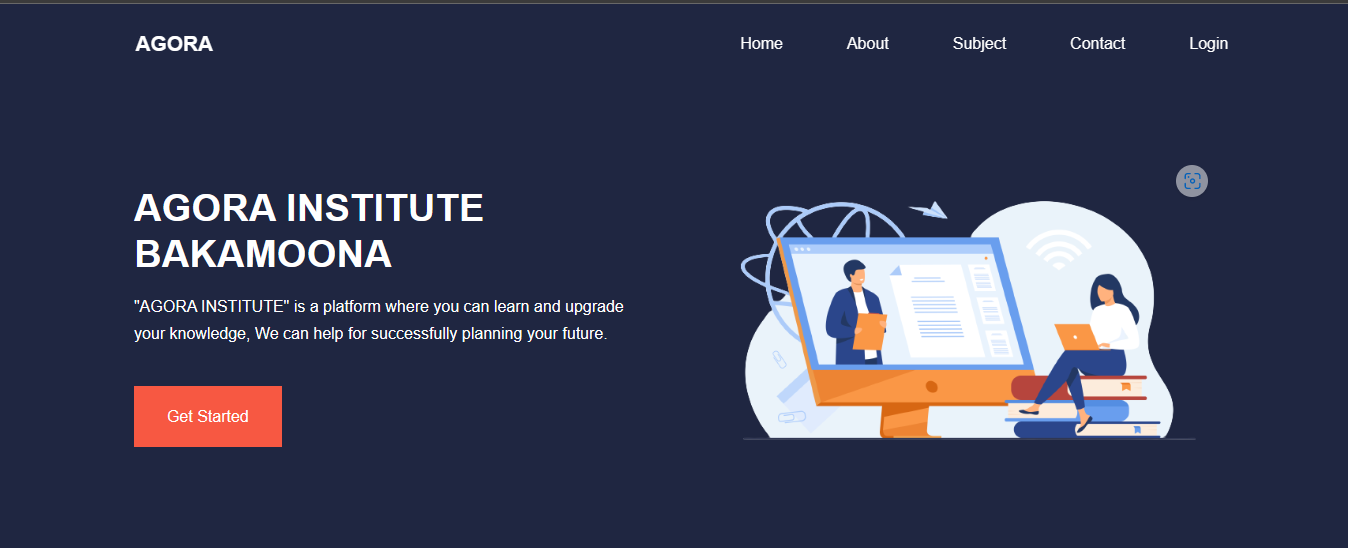 AGORA
Home About Subject Contact Login
AGORA INSTITUTE
BAKAMOONA
"AGORA INSTITUTE" is a platform where you can learn and upgrade
your knowledge, We can help for successfully planning your future.
Get Started